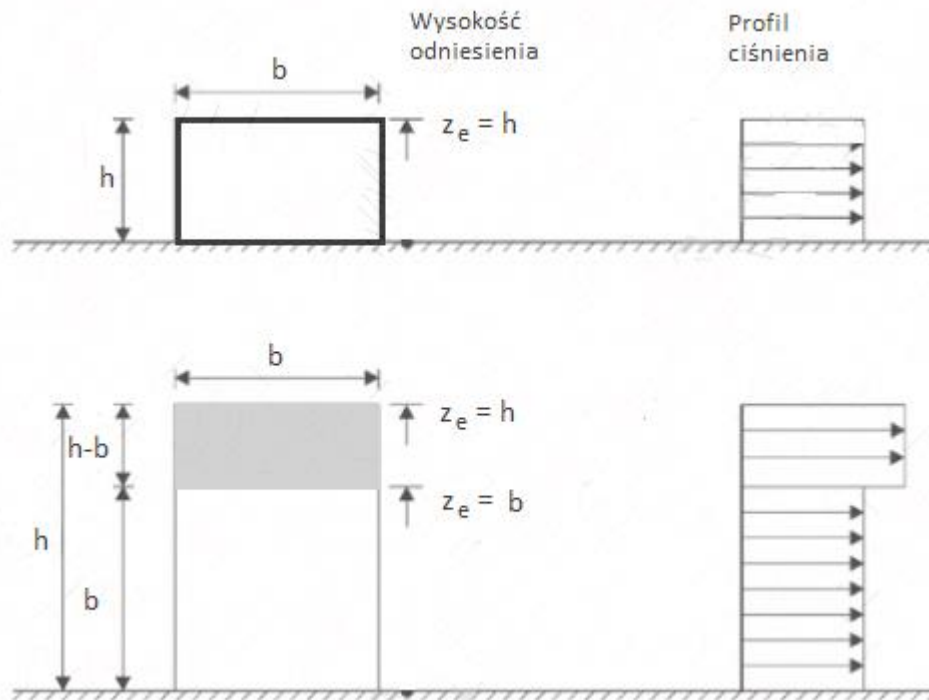 Wysokość
odniesienia
Profil
ciśnienia
b
z_e = h
h
b
z_e = h
h-b
z_e = b
h
b